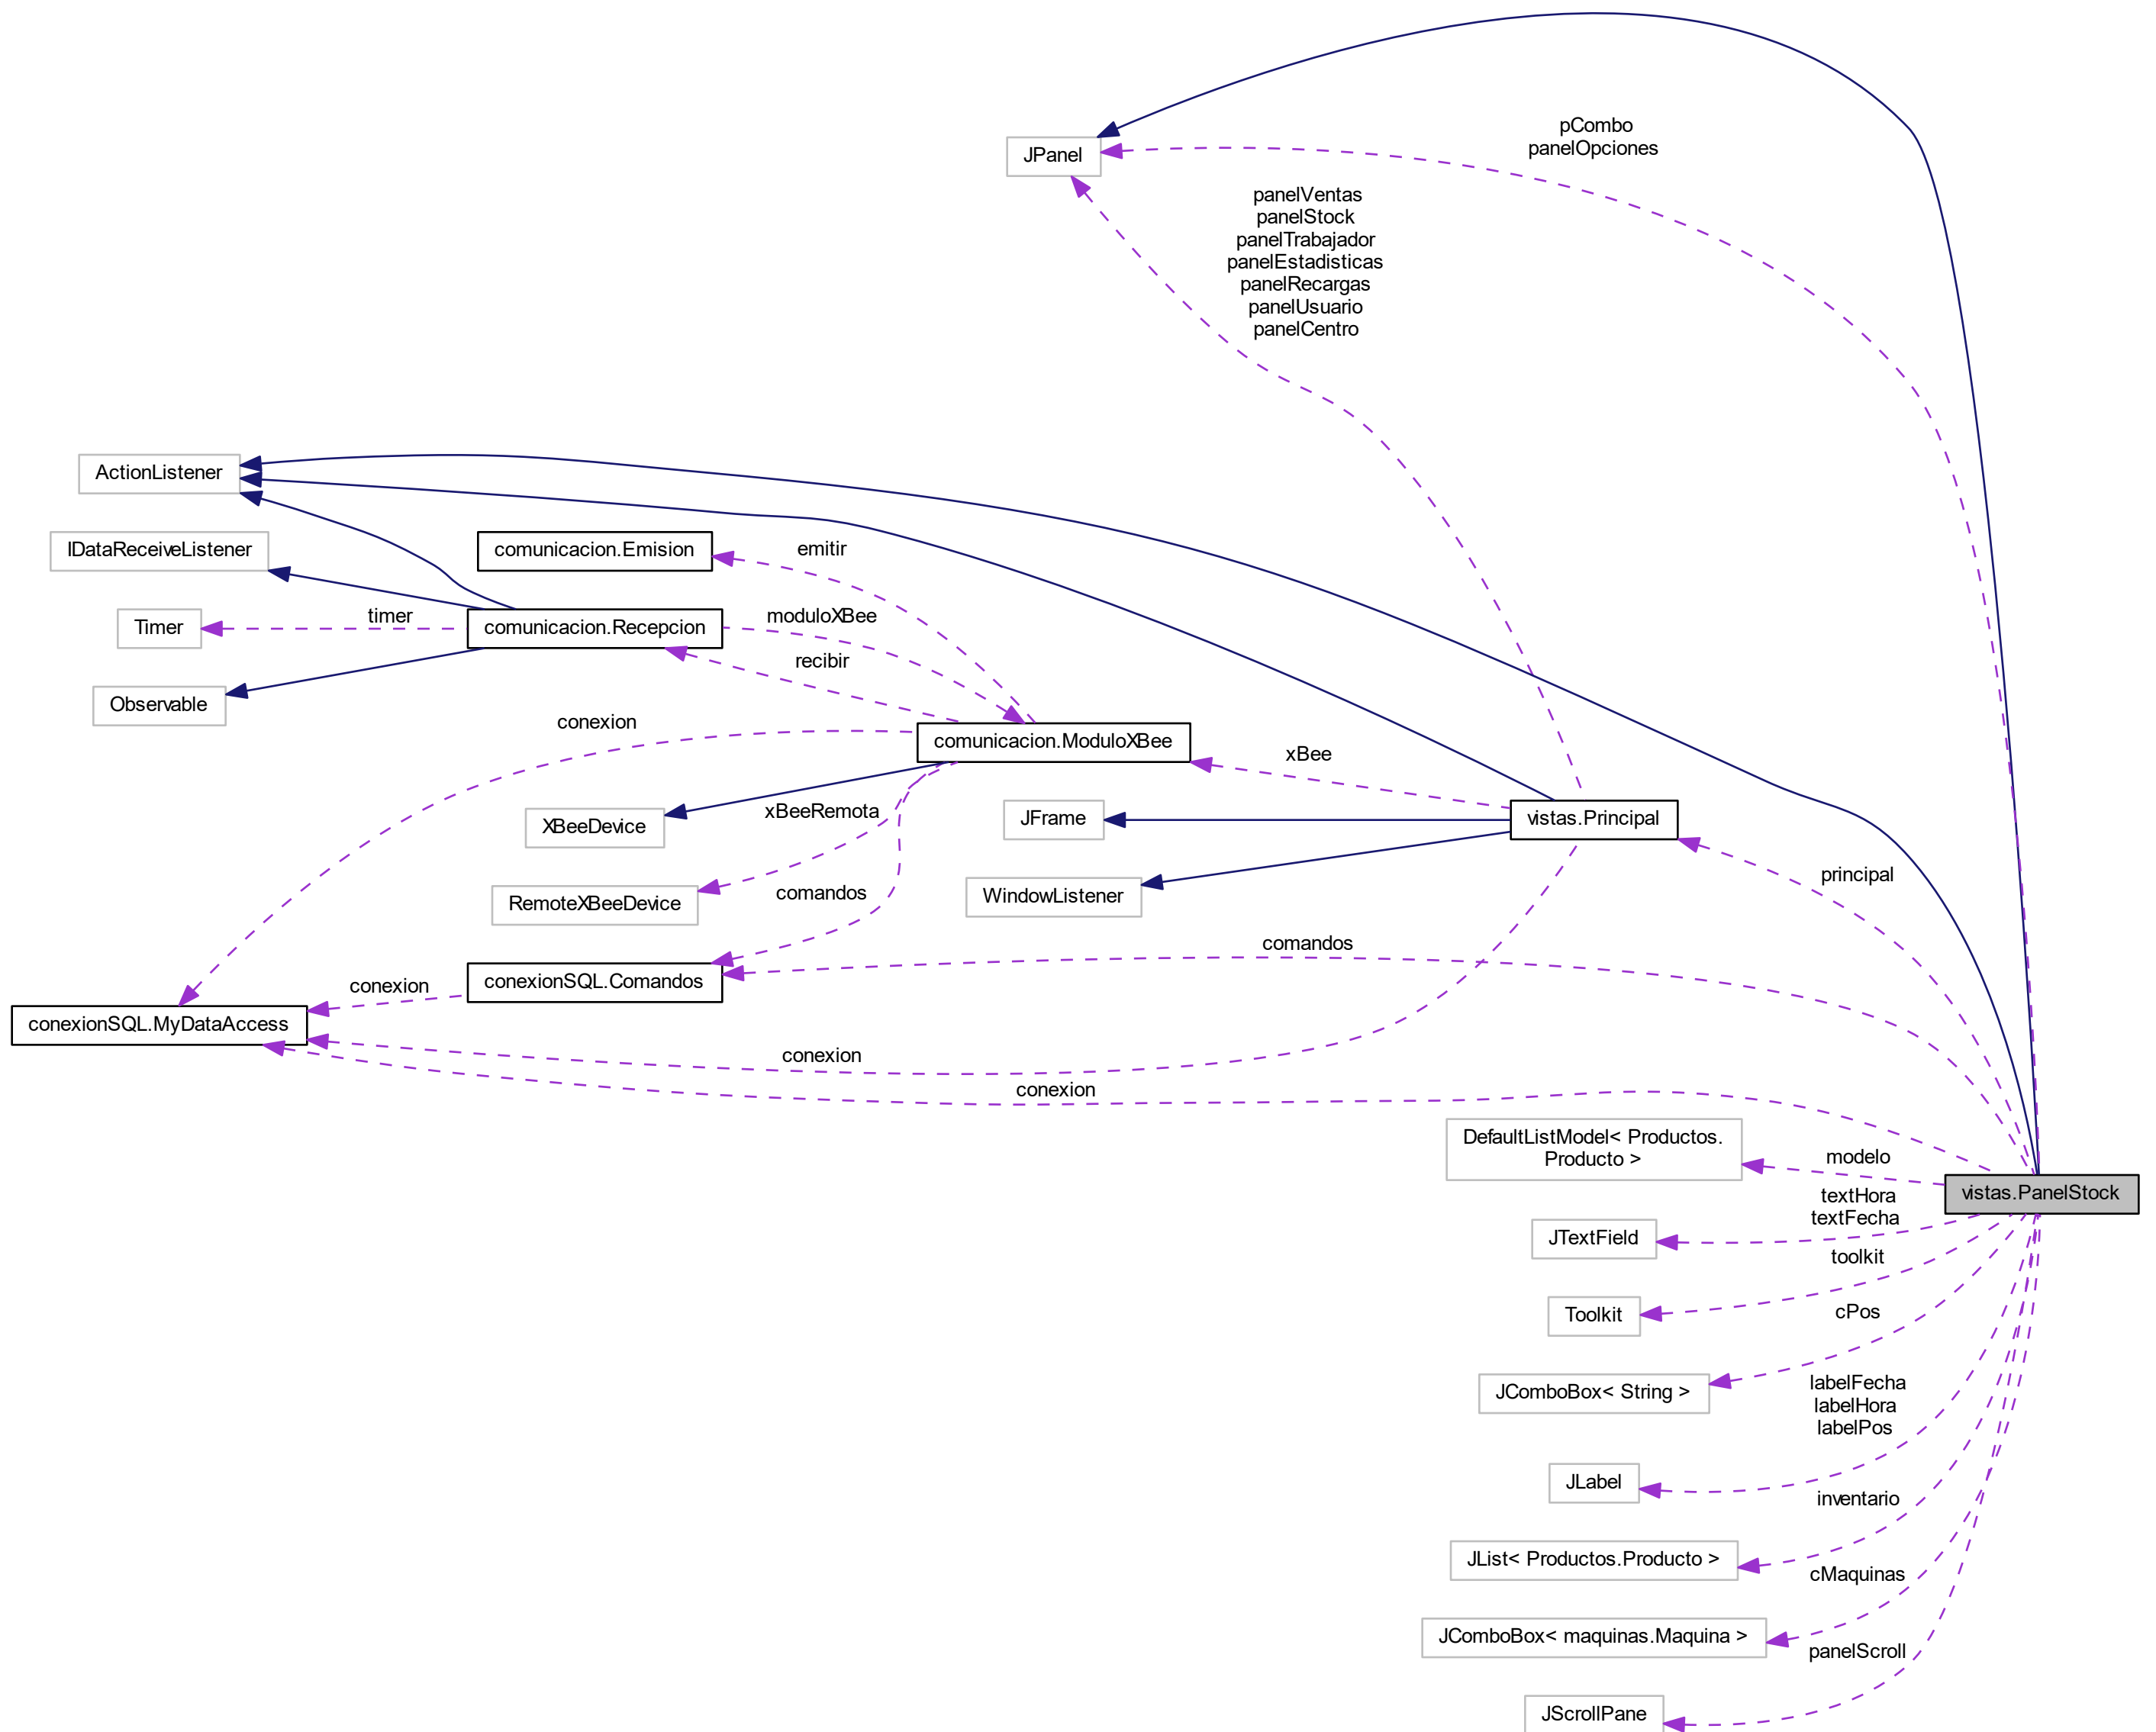 JPanel
pCombo
panelOpciones
panelVentas
panelStock
panelTrabajador
panelEstadisticas
panelRecargas
panelUsuario
panelCentro
ActionListener
IDataReceiveListener
comunicacion.Emision
emitir
Timer
timer
comunicacion.Recepcion
moduloXBee
recibir
Observable
conexion
comunicacion.ModuloXBee
xBee
XBeeDevice
xBeeRemota
JFrame
vistas.Principal
RemoteXBeeDevice
comandos
WindowListener
principal
comandos
conexionSQL.Comandos
conexion
conexionSQL.MyDataAccess
conexion
conexion
DefaultListModel< Productos.
Producto >
modelo
vistas.PanelStock
textHora
textFecha
JTextField
toolkit
Toolkit
cPos
JComboBox< String >
labelFecha
labelHora
labelPos
JLabel
inventario
JList< Productos.Producto >
cMaquinas
JComboBox< maquinas.Maquina >
panelScroll
JScrollPane